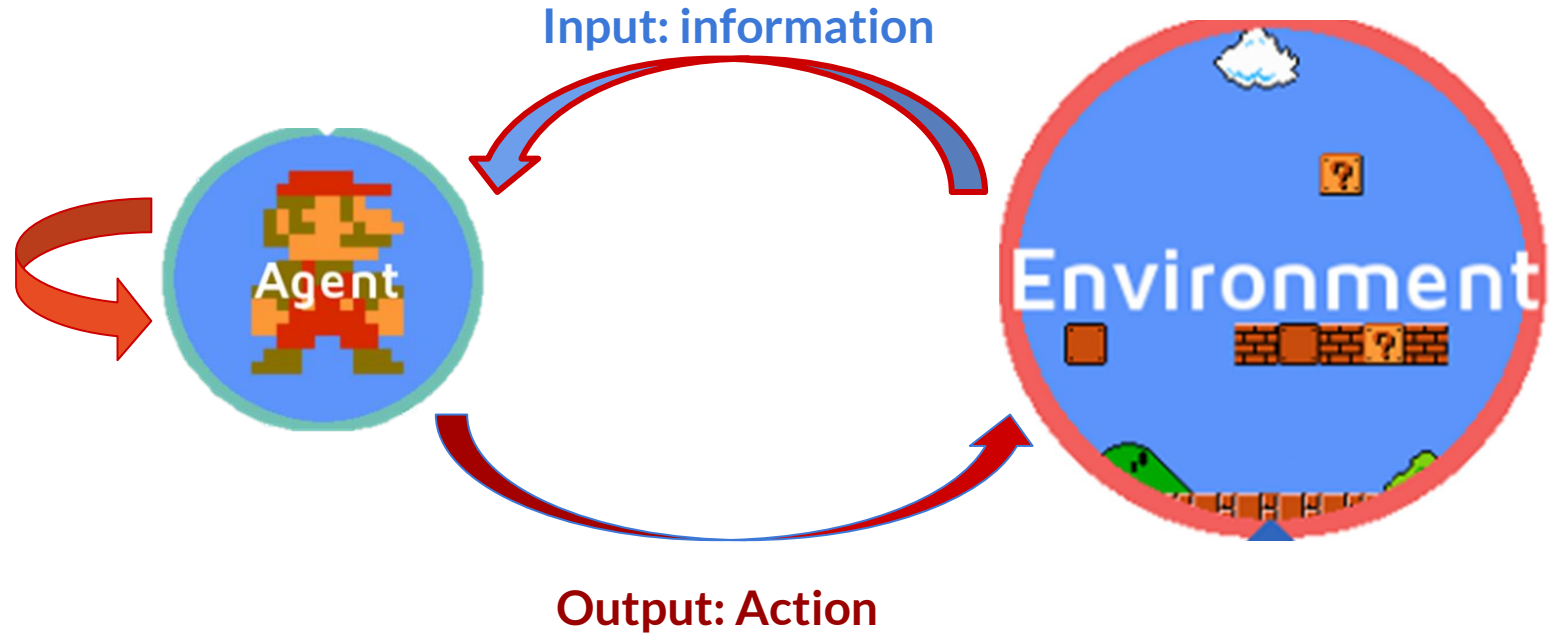 Input: information
Agent
?
Environment
?
Output: Action